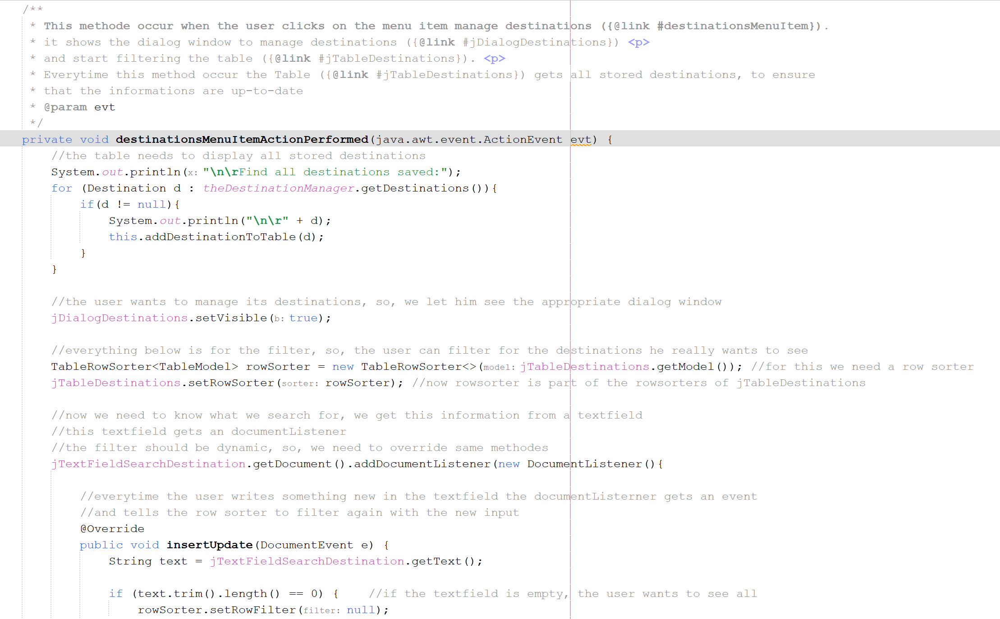 /**
 * This methode occur when the user clicks on the menu item manage destinations ({@link #destinationsMenuItem}).
 * it shows the dialog window to manage destinations ({@link #jDialogDestinations}) <p>
 * and start filtering the table ({@link #jTableDestinations}). <p>
 * Everytime this method occur the Table ({@link #jTableDestinations}) gets all stored destinations, to ensure
 * that the informations are up-to-date
 * @param evt
 */
private void destinationsMenuItemActionPerformed(java.awt.event.ActionEvent evt) {
    //the table needs to display all stored destinations
    System.out.println(x: "\n\rFind all destinations saved:");
    for (Destination d : theDestinationManager.getDestinations()){
        if(d != null){
            System.out.println("\n\r" + d);
            this.addDestinationToTable(d);
        }
    }
    //the user wants to manage its destinations, so, we let him see the appropriate dialog window
    jDialogDestinations.setVisible(b: true);
    //everything below is for the filter, so, the user can filter for the destinations he really wants to see
    TableRowSorter<TableModel> rowSorter = new TableRowSorter<>(model: jTableDestinations.getModel()); //for this we need a row sorter
    jTableDestinations.setRowSorter(sorter: rowSorter); //now rowsorter is part of the rowsorters of jTableDestinations
    //now we need to know what we search for, we get this information from a textfield
    //this textfield gets an documentListener
    //the filter should be dynamic, so, we need to override same methodes
    jTextFieldSearchDestination.getDocument().addDocumentListener(new DocumentListener(){
        //everytime the user writes something new in the textfield the documentListerner gets an event
        //and tells the row sorter to filter again with the new input
        @Override
        public void insertUpdate(DocumentEvent e) {
            String text = jTextFieldSearchDestination.getText();
            if (text.trim().length() == 0) {    //if the textfield is empty, the user wants to see all
                rowSorter.setRowFilter(filter: null);